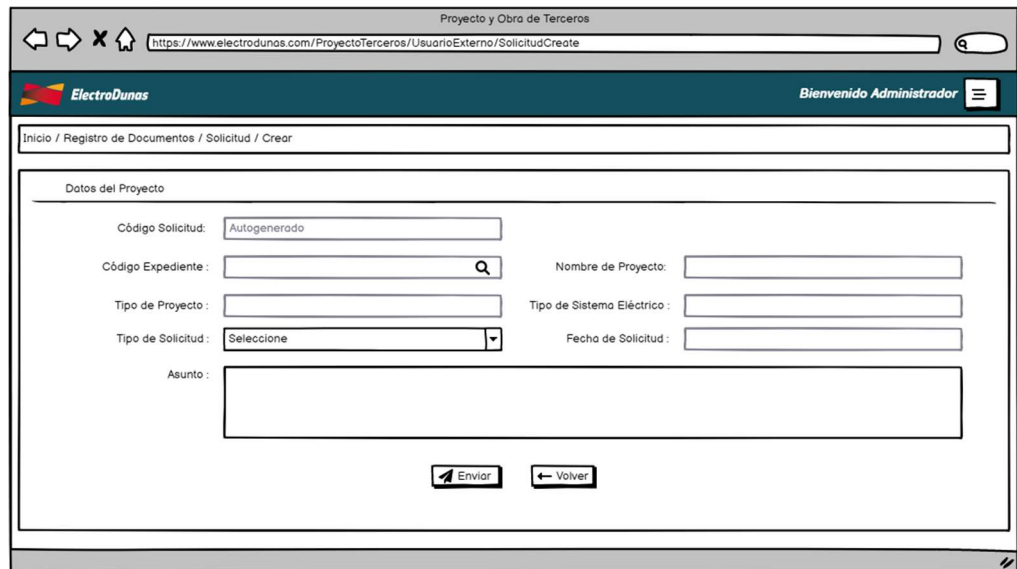 Proyecto y Obra de Terceros
https://www.electrodunas.com/ProyectoTerceros/UsuarioExterno/SolicitudCreate
ElectroDunas
Bienvenido Administrador
Inicio / Registro de Documentos / Solicitud / Crear
Datos del Proyecto
Código Solicitud: Autogenerado
Código Expediente : Nombre de Proyecto:
Tipo de Proyecto : Tipo de Sistema Eléctrico :
Tipo de Solicitud : Seleccione Fecha de Solicitud :
Asunto :
Enviar Volver